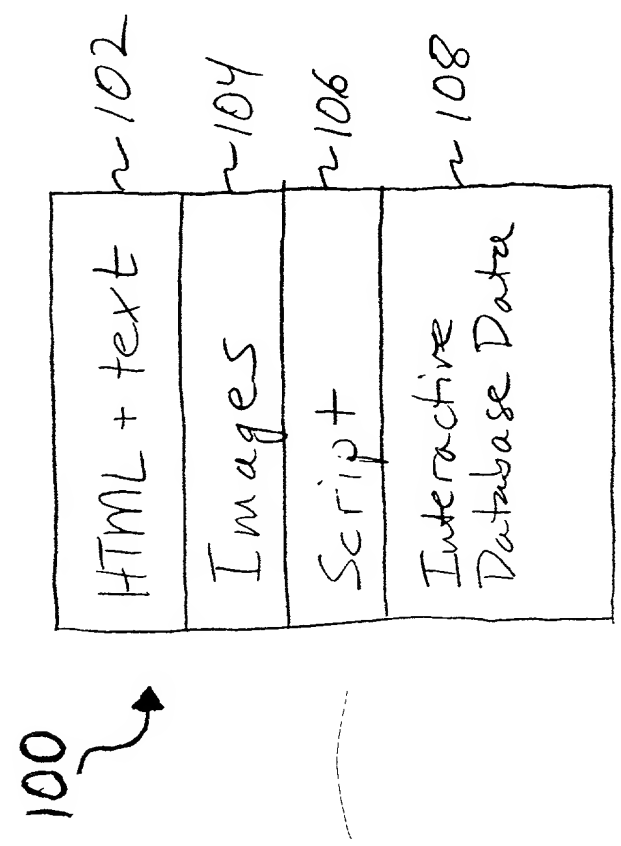 100
HTML + text
102
Images
104
Script
106
Interactive
Database Data
108